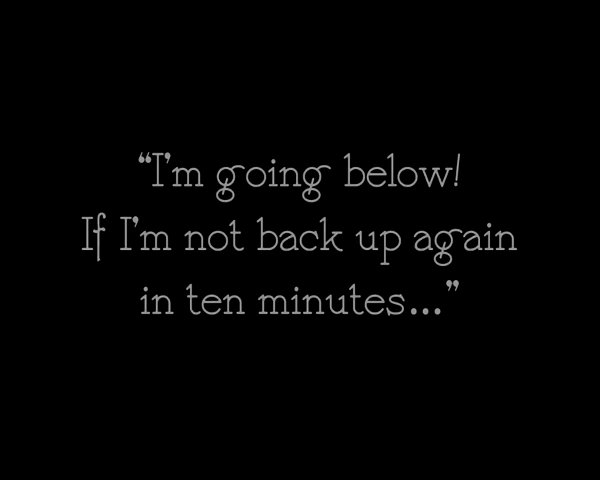 “I’m going below!
If I’m not back up again
in ten minutes...”